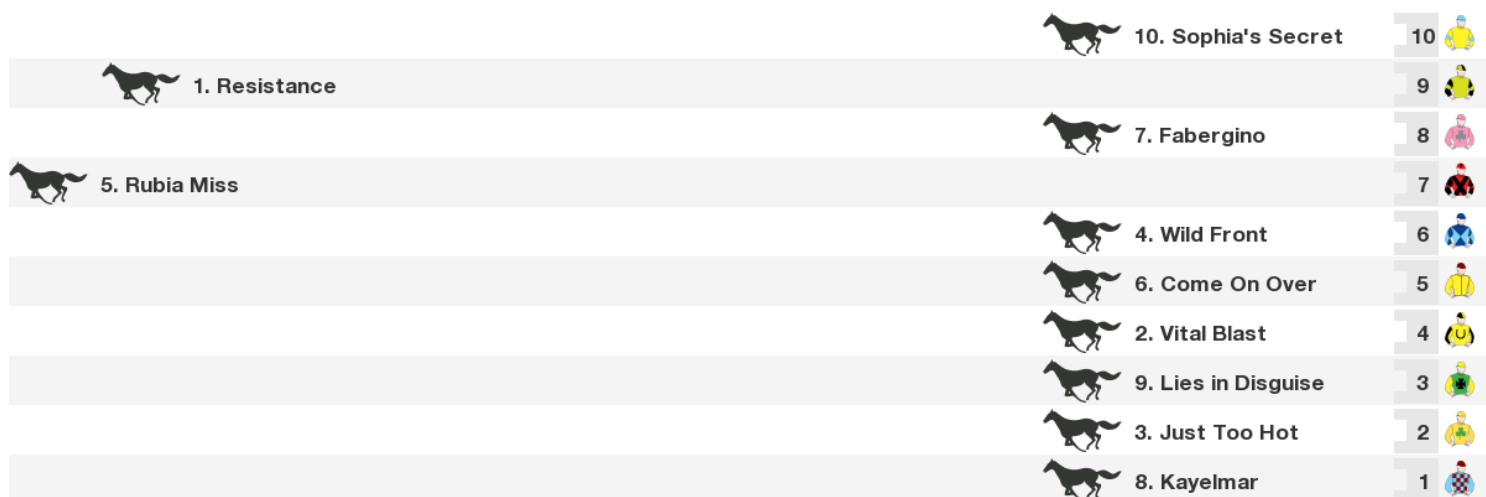 10. Sophia's Secret 10
1. Resistance 9
7. Fabergino 8
5. Rubia Miss 7
4. Wild Front 6
6. Come On Over 5
2. Vital Blast 4
9. Lies in Disguise 3
3. Just Too Hot 2
8. Kayelmar 1